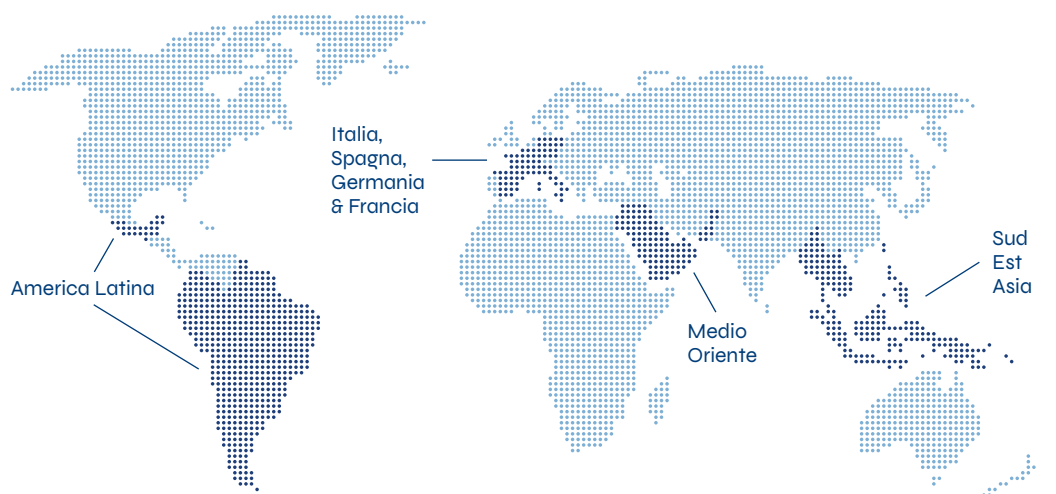 Italia,
Spagna,
Germania
& Francia
Sud
Est
Asia
America Latina
Medio
Oriente